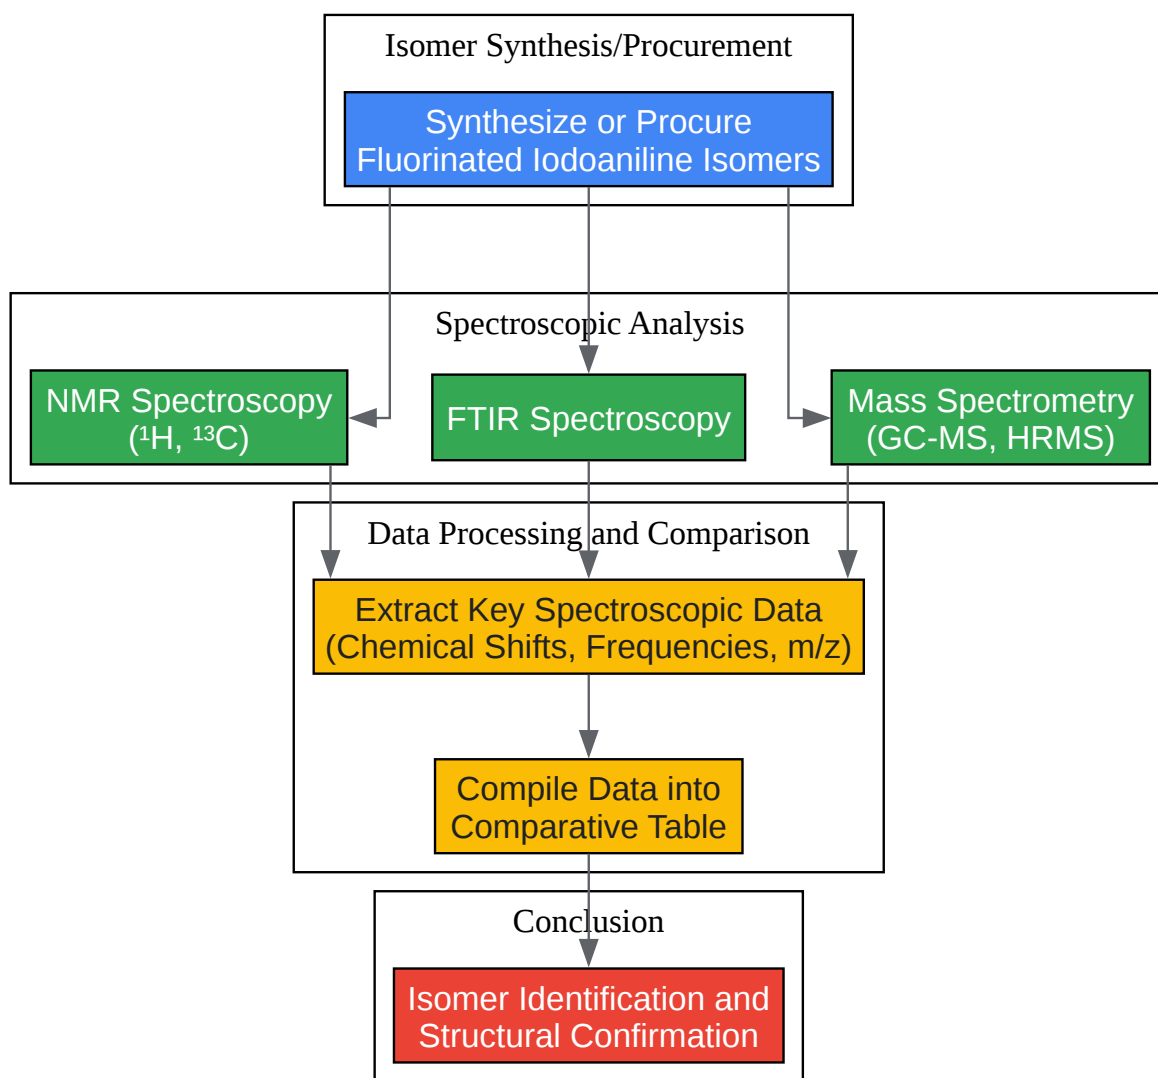 Isomer Synthesis/Procurement
Synthesize or Procure
Fluorinated Iodoaniline Isomers
Spectroscopic Analysis
NMR Spectroscopy
(¹H, ¹³C)
FTIR Spectroscopy
Mass Spectrometry
(GC-MS, HRMS)
Data Processing and Comparison
Extract Key Spectroscopic Data
(Chemical Shifts, Frequencies, m/z)
Compile Data into
Comparative Table
Conclusion
Isomer Identification and
Structural Confirmation